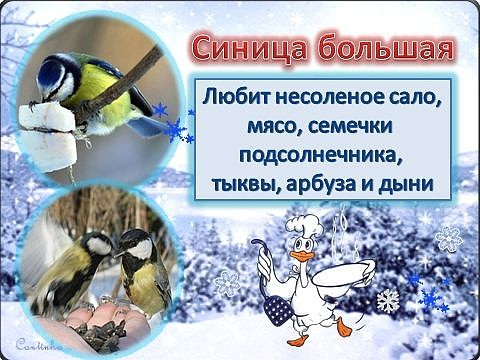 Синица большая
Любит несоленое сало,
мясо, семечки
подсолнечника,
тыквы, арбуза и дыни